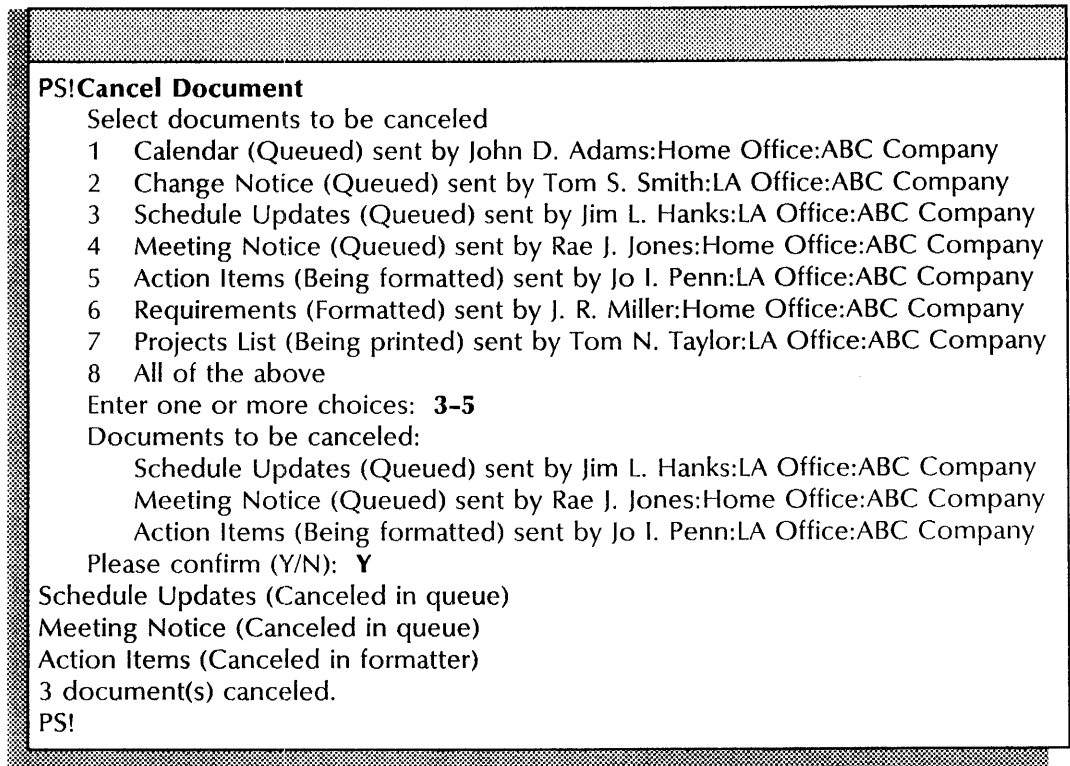 PS!Cancel Document
Select documents to be canceled
1 Calendar (Queued) sent by John D. Adams:Home Office:ABC Company
2 Change Notice (Queued) sent by Tom S. Smith:LA Office:ABC Company
3 Schedule Updates (Queued) sent by Jim L. Hanks:LA Office:ABC Company
4 Meeting Notice (Queued) sent by Rae J. Jones:Home Office:ABC Company
5 Action Items (Being formatted) sent by Jo I. Penn:LA Office:ABC Company
6 Requirements (Formatted) sent by J. R. Miller:Home Office:ABC Company
7 Projects List (Being printed) sent by Tom N. Taylor:LA Office:ABC Company
8 All of the above
Enter one or more choices: 3–5
Documents to be canceled:
Schedule Updates (Queued) sent by Jim L. Hanks:LA Office:ABC Company
Meeting Notice (Queued) sent by Rae J. Jones:Home Office:ABC Company
Action Items (Being formatted) sent by Jo I. Penn:LA Office:ABC Company
Please confirm (Y/N): Y
Schedule Updates (Canceled in queue)
Meeting Notice (Canceled in queue)
Action Items (Canceled in formatter)
3 document(s) canceled.
PS!